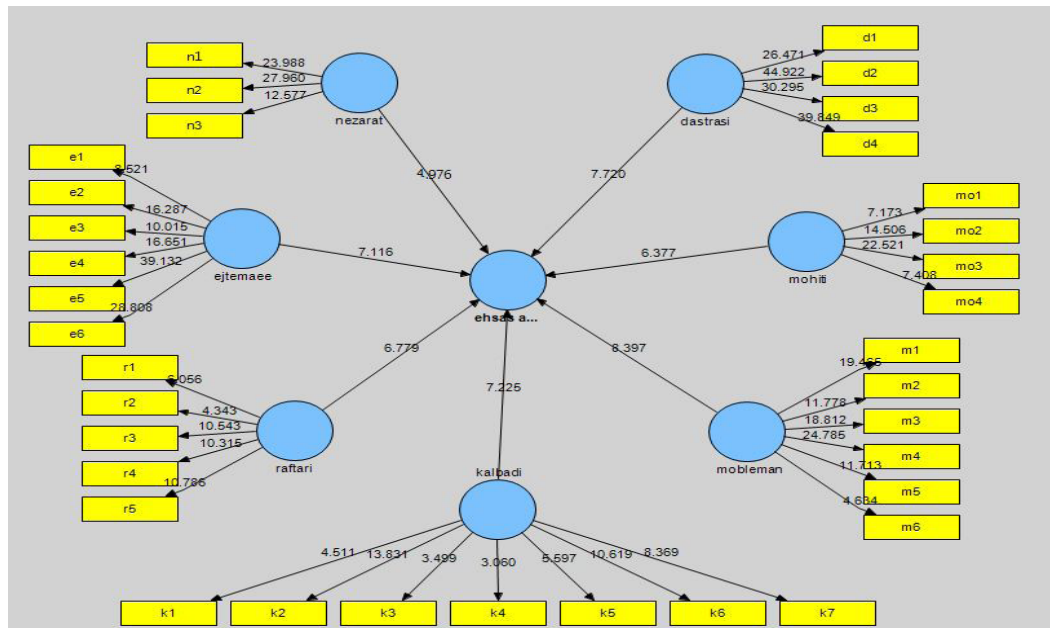 n1
23.988
n2
27.960
n3
12.577
nezarat
4.976
d1
26.471
d2
44.922
d3
30.295
d4
39.849
dastrasi
7.720
e1
8.521
e2
16.287
e3
10.015
e4
16.651
e5
39.132
e6
28.808
ejtemaee
7.116
mo1
7.173
mo2
14.506
mo3
22.521
mo4
7.408
mohiti
6.377
ehsas a...
r1
6.056
r2
4.343
r3
10.543
r4
10.315
r5
raftari
6.779
m1
m2
11.778
m3
18.812
m4
24.785
m5
11.713
m6
4.634
mobleman
8.397
kalbadi
7.225
4.511
13.831
3.499
3.060
5.597
10.619
8.369
k1
k2
k3
k4
k5
k6
k7